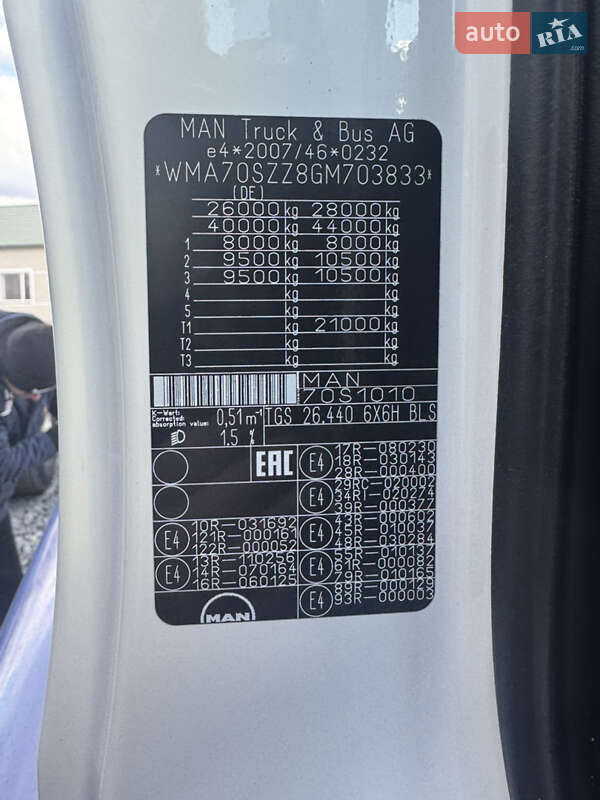 auto RIA .com
MAN Truck & Bus AG
e4*2007/46*0232
*WMA70SZZ8GM703833*
(DE)
26000 kg 28000 kg
40000 kg 44000 kg
1 8000 kg 8000 kg
2 9500 kg 10500 kg
3 9500 kg 10500 kg
4 kg kg
5 kg kg
T1 kg 21000 kg
T2 kg kg
T3 kg kg
MAN
70S1010
K-Wert:
Corrected
absorption value:
0,51 m-1
TGS 26.440 6X6H BLS
1.5 %
EAC
E4
17R-080230
18R-030143
28R-000400
E4
29RC-020002
34RT-020274
39R-000377
E4
10R-031692
121R-000161
122R-000052
E4
13R-110256
14R-070164
16R-060125
E4
48R-030284
E4
93R-000003
MAN